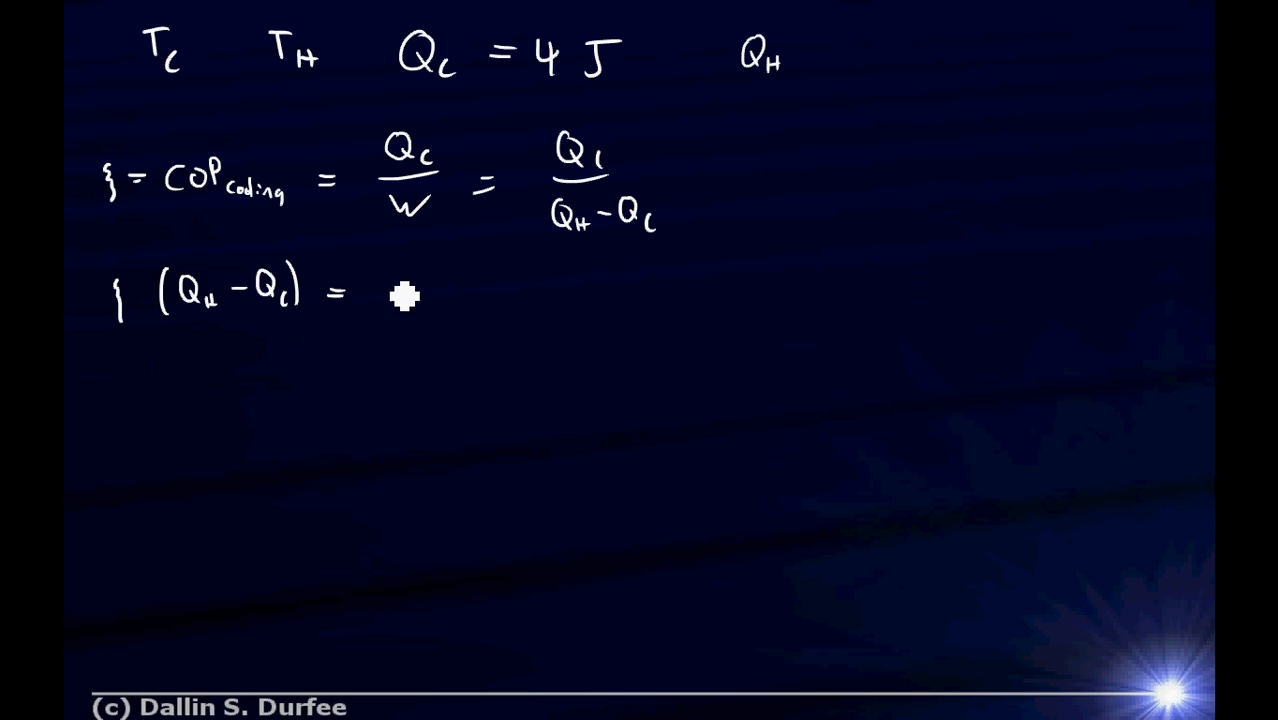 T_C T_H Q_C = 4 J Q_H
ξ = COP_cooling = Q_C / W = Q_C / (Q_H - Q_C)
ξ (Q_H - Q_C) =
(c) Dallin S. Durfee